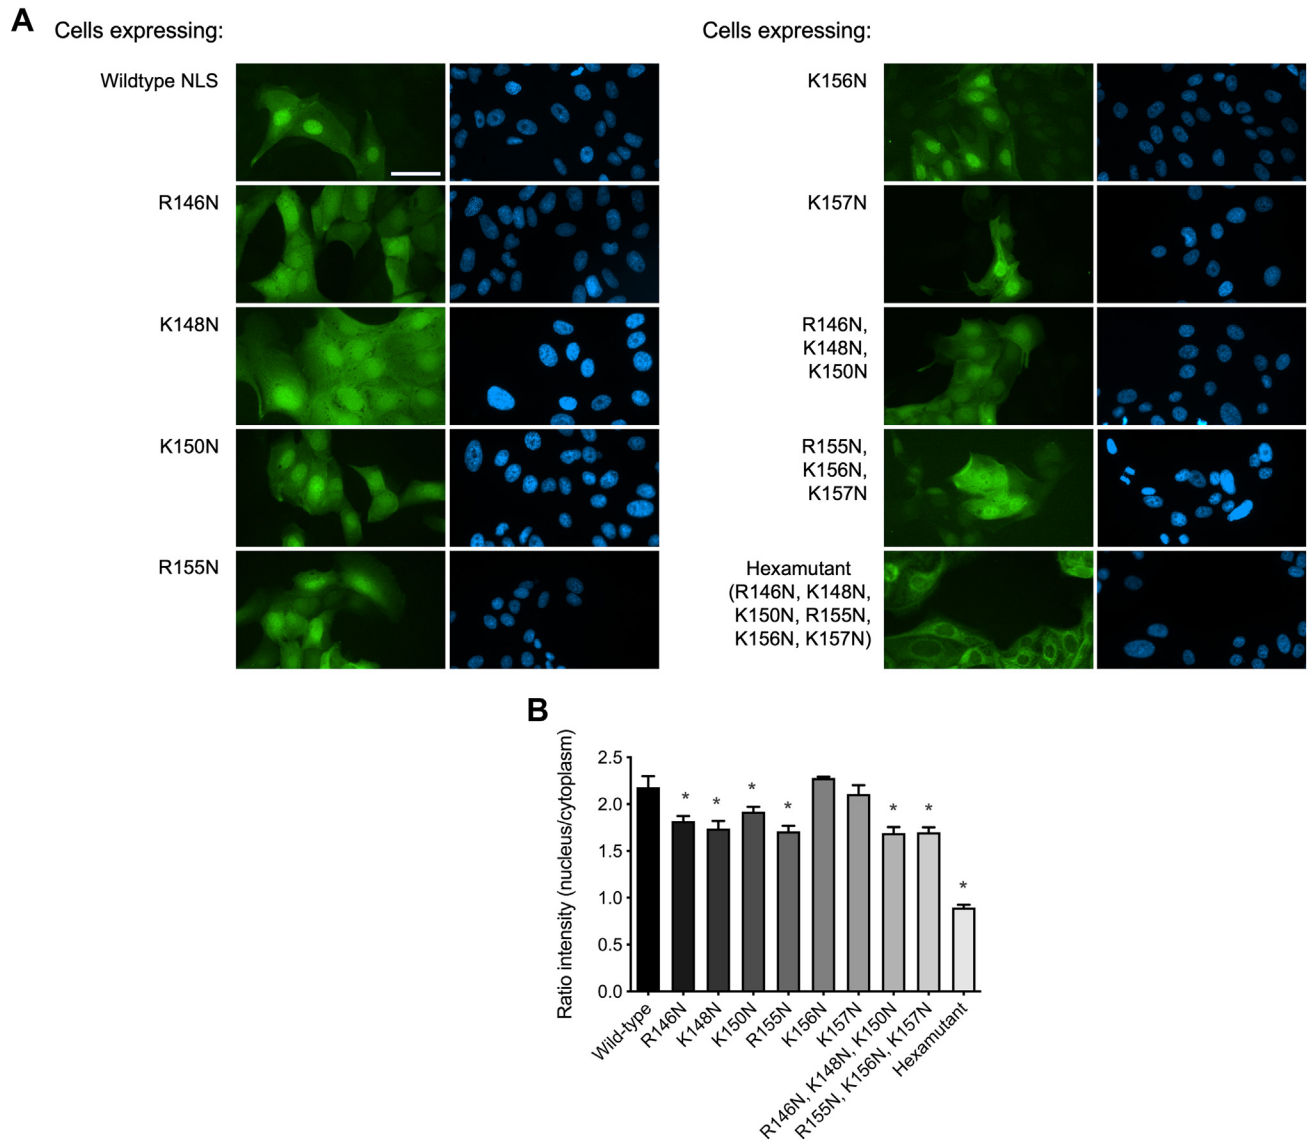 A
Cells expressing:
Wildtype NLS
R146N
K148N
K150N
R155N
Cells expressing:
K156N
K157N
R146N,
K148N,
K150N
R155N,
K156N,
K157N
Hexamutant
(R146N, K148N,
K150N, R155N,
K156N, K157N)
B
Ratio intensity (nucleus/cytoplasm)
2.5
2.0
1.5
1.0
0.5
0.0
* * * * * * *
Wild-type
R146N
K148N
K150N
R155N
K156N
K157N
R146N, K148N, K150N
R155N, K156N, K157N
Hexamutant